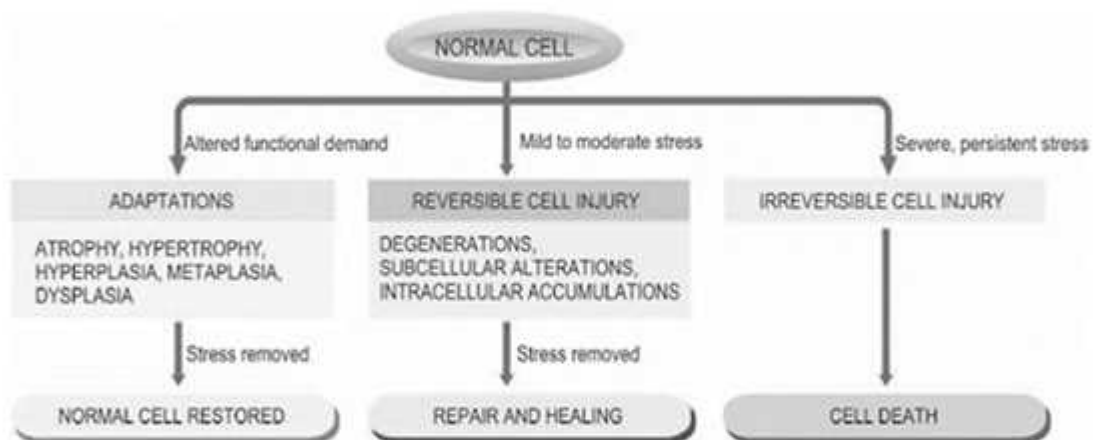 NORMAL CELL
Altered functional demand
Mild to moderate stress
Severe, persistent stress
ADAPTATIONS
ATROPHY, HYPERTROPHY,
HYPERPLASIA, METAPLASIA,
DYSPLASIA
REVERSIBLE CELL INJURY
DEGENERATIONS,
SUBCELLULAR ALTERATIONS,
INTRACELLULAR ACCUMULATIONS
IRREVERSIBLE CELL INJURY
Stress removed
Stress removed
NORMAL CELL RESTORED
REPAIR AND HEALING
CELL DEATH